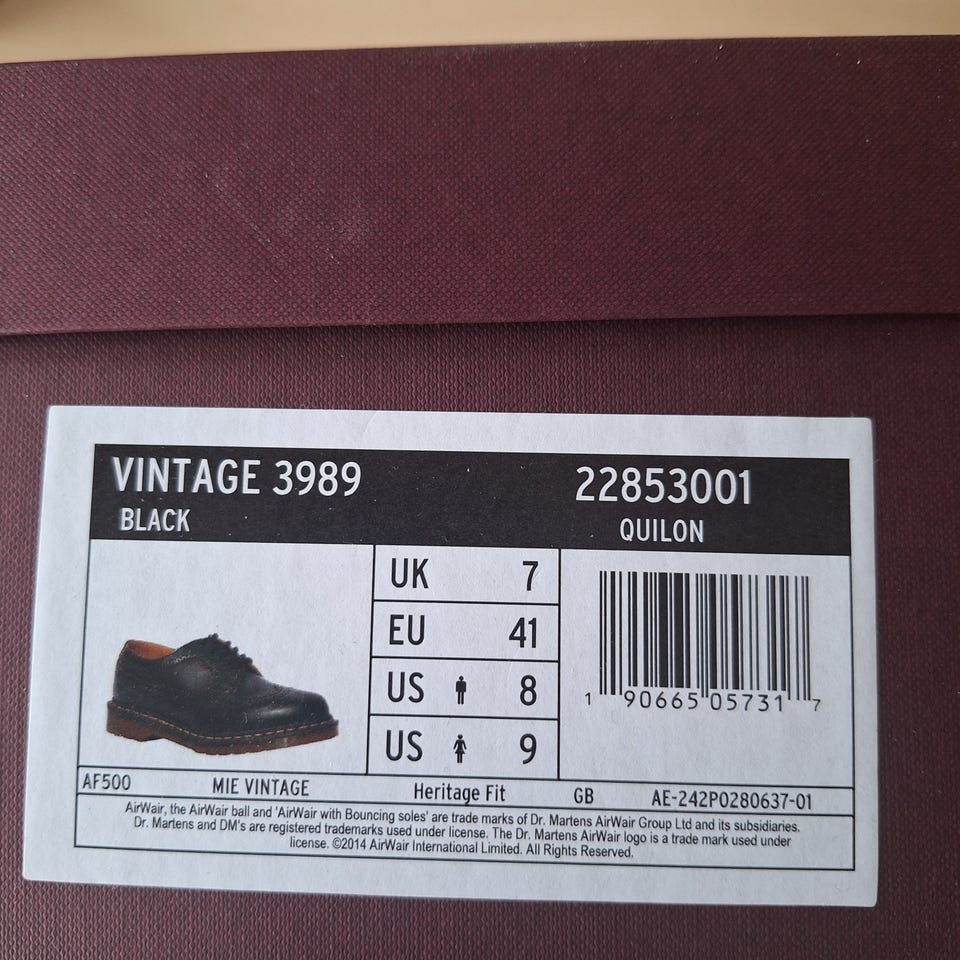 VINTAGE 3989 22853001
BLACK QUILON
UK 7
EU 41
US 8
US 9
1 90665 05731 7
AF500 MIE VINTAGE Heritage Fit GB AE-242P0280637-01
AirWair, the AirWair ball and 'AirWair with Bouncing soles' are trade marks of Dr. Martens AirWair Group Ltd and its subsidiaries.
Dr. Martens and DM's are registered trademarks used under license. The Dr. Martens AirWair logo is a trade mark used under
license. ©2014 AirWair International Limited. All Rights Reserved.